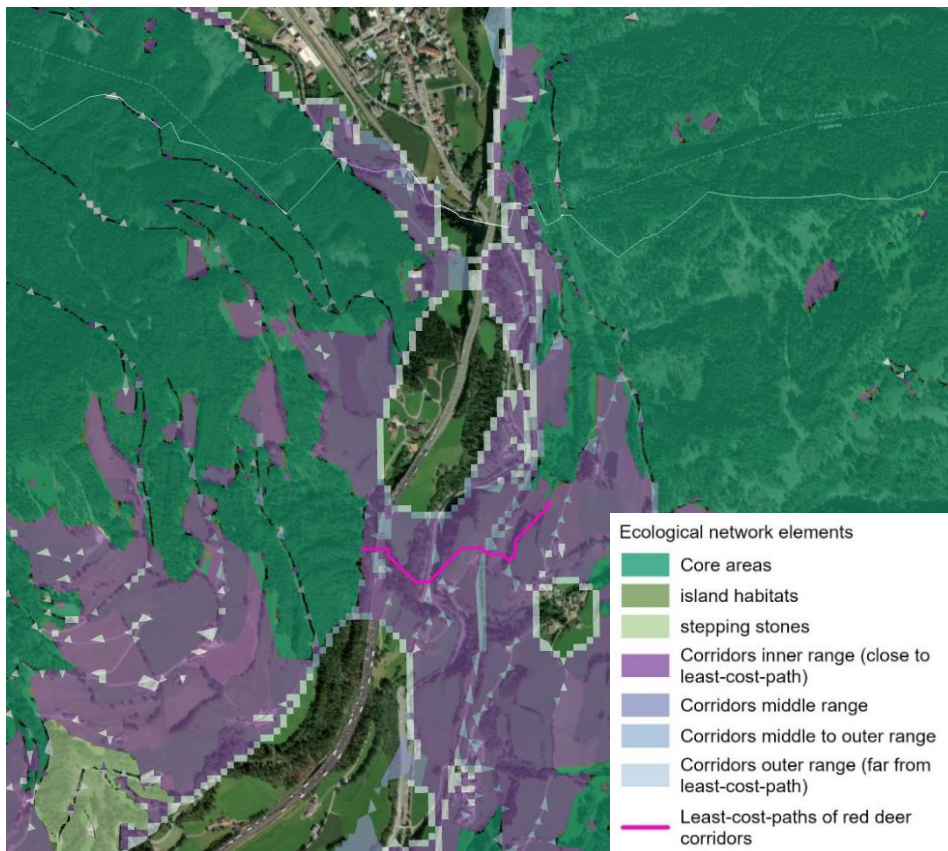 Ecological network elements
Core areas
island habitats
stepping stones
Corridors inner range (close to
least-cost-path)
Corridors middle range
Corridors middle to outer range
Corridors outer range (far from
least-cost-path)
Least-cost-paths of red deer
corridors